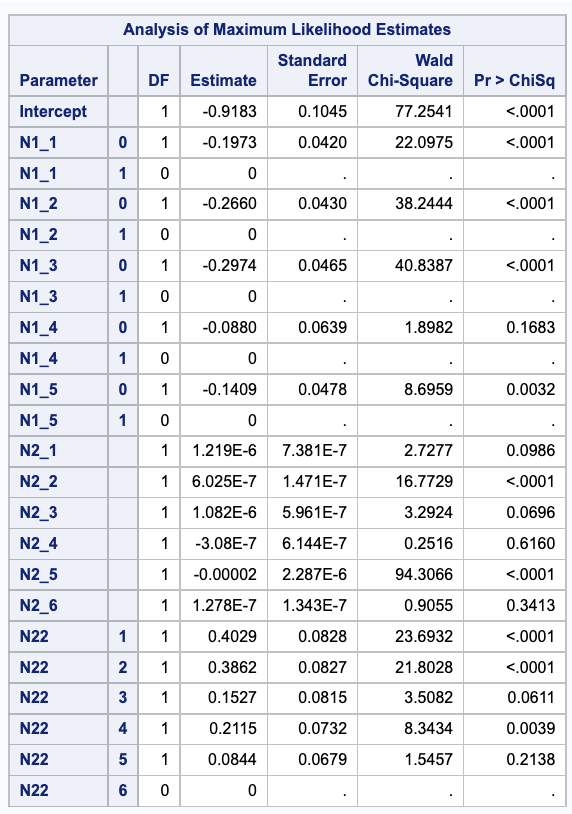 Analysis of Maximum Likelihood Estimates
Parameter DF Estimate Standard Error Wald Chi-Square Pr > ChiSq
Intercept 1 -0.9183 0.1045 77.2541 <.0001
N1_1 0 1 -0.1973 0.0420 22.0975 <.0001
N1_1 1 0 0 . . .
N1_2 0 1 -0.2660 0.0430 38.2444 <.0001
N1_2 1 0 0 . . .
N1_3 0 1 -0.2974 0.0465 40.8387 <.0001
N1_3 1 0 0 . . .
N1_4 0 1 -0.0880 0.0639 1.8982 0.1683
N1_4 1 0 0 . . .
N1_5 0 1 -0.1409 0.0478 8.6959 0.0032
N1_5 1 0 0 . . .
N2_1 1 1.219E-6 7.381E-7 2.7277 0.0986
N2_2 1 6.025E-7 1.471E-7 16.7729 <.0001
N2_3 1 1.082E-6 5.961E-7 3.2924 0.0696
N2_4 1 -3.08E-7 6.144E-7 0.2516 0.6160
N2_5 1 -0.00002 2.287E-6 94.3066 <.0001
N2_6 1 1.278E-7 1.343E-7 0.9055 0.3413
N22 1 1 0.4029 0.0828 23.6932 <.0001
N22 2 1 0.3862 0.0827 21.8028 <.0001
N22 3 1 0.1527 0.0815 3.5082 0.0611
N22 4 1 0.2115 0.0732 8.3434 0.0039
N22 5 1 0.0844 0.0679 1.5457 0.2138
N22 6 0 0 . . .